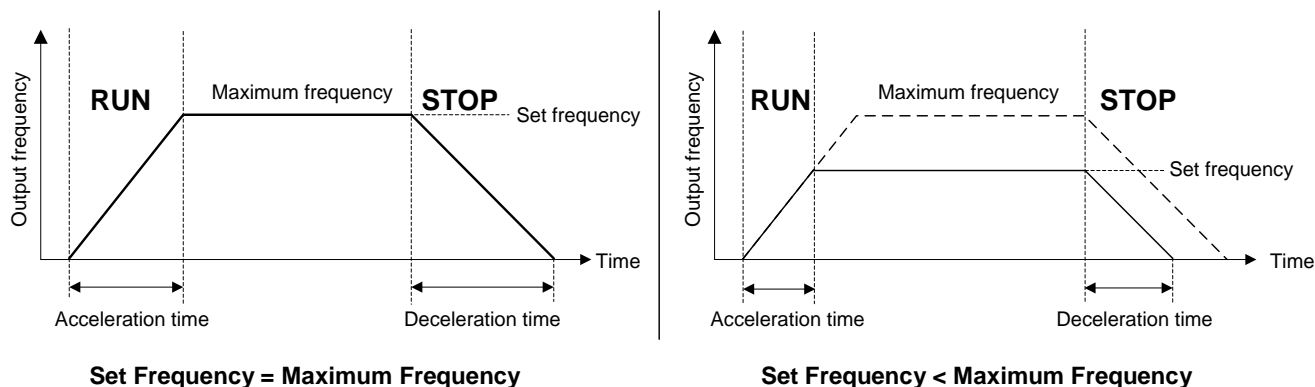 Output frequency
RUN
Maximum frequency
STOP
Set frequency
Time
Acceleration time
Deceleration time
Set Frequency = Maximum Frequency
Output frequency
RUN
Maximum frequency
STOP
Set frequency
Time
Acceleration time
Deceleration time
Set Frequency < Maximum Frequency